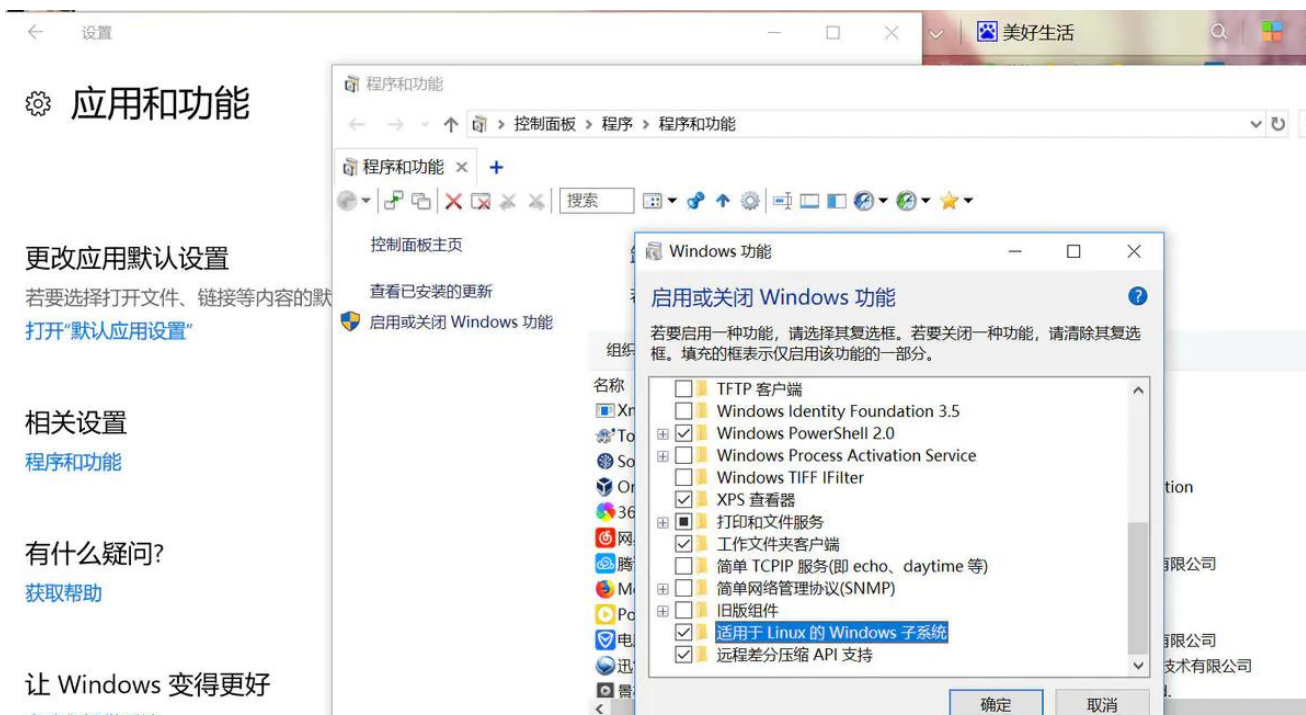 设置
美好生活
应用和功能
更改应用默认设置
若要选择打开文件、链接等内容的默
打开“默认应用设置”
相关设置
程序和功能
有什么疑问?
获取帮助
让 Windows 变得更好
程序和功能
控制面板 > 程序 > 程序和功能
程序和功能
搜索
控制面板主页
查看已安装的更新
启用或关闭 Windows 功能
组织
名称
Xn
To
So
Or
36
网
腾
Mo
Po
电
迅
tion
有限公司
有限公司
技术有限公司
Windows 功能
启用或关闭 Windows 功能
若要启用一种功能，请选择其复选框。若要关闭一种功能，请清除其复选
框。填充的框表示仅启用该功能的一部分。
TFTP 客户端
Windows Identity Foundation 3.5
Windows PowerShell 2.0
Windows Process Activation Service
Windows TIFF IFilter
XPS 查看器
打印和文件服务
工作文件夹客户端
简单 TCPIP 服务(即 echo、daytime 等)
简单网络管理协议(SNMP)
旧版组件
适用于 Linux 的 Windows 子系统
远程差分压缩 API 支持
确定
取消